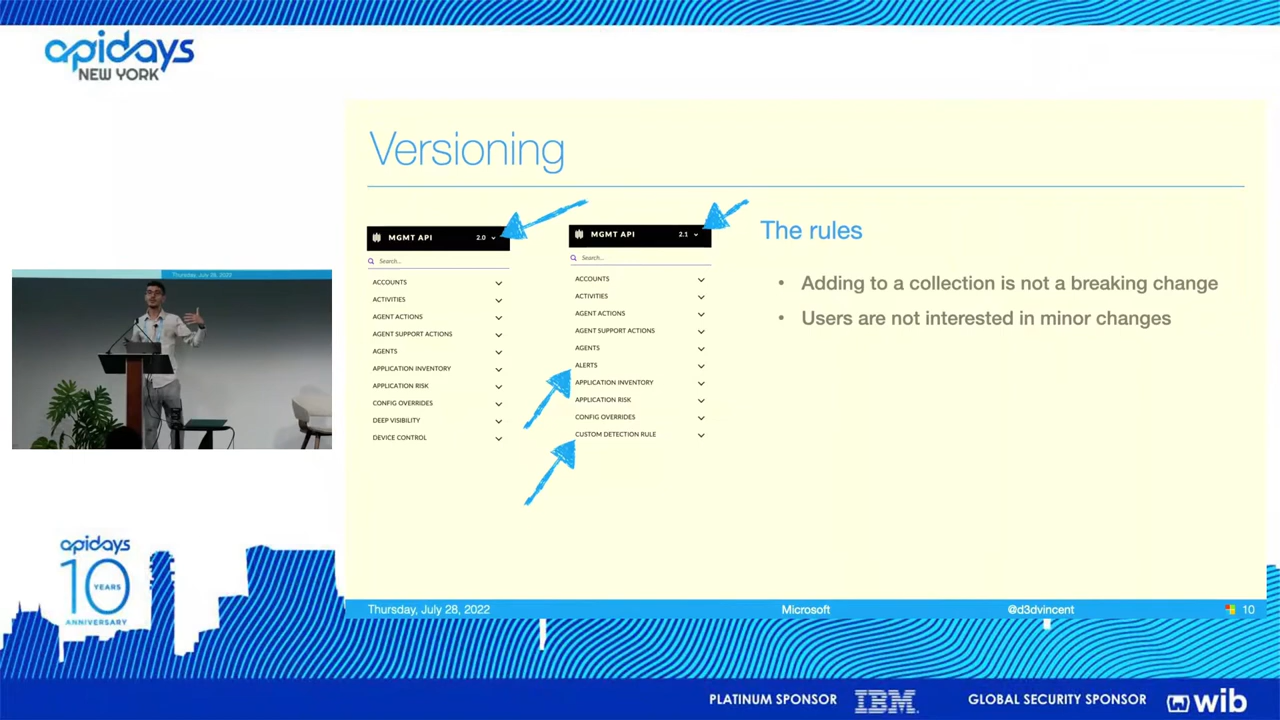 apidays
NEW YORK
Versioning
MGMT API 2.0
Search...
ACCOUNTS
ACTIVITIES
AGENT ACTIONS
AGENT SUPPORT ACTIONS
AGENTS
APPLICATION INVENTORY
APPLICATION RISK
CONFIG OVERRIDES
DEEP VISIBILITY
DEVICE CONTROL
MGMT API 2.1
Search...
ACCOUNTS
ACTIVITIES
AGENT ACTIONS
AGENT SUPPORT ACTIONS
AGENTS
ALERTS
APPLICATION INVENTORY
APPLICATION RISK
CONFIG OVERRIDES
CUSTOM DETECTION RULE
The rules
• Adding to a collection is not a breaking change
• Users are not interested in minor changes
Thursday, July 28, 2022
apidays
10
YEARS
ANNIVERSARY
Thursday, July 28, 2022 Microsoft @d3dvincent 10
PLATINUM SPONSOR IBM GLOBAL SECURITY SPONSOR wib